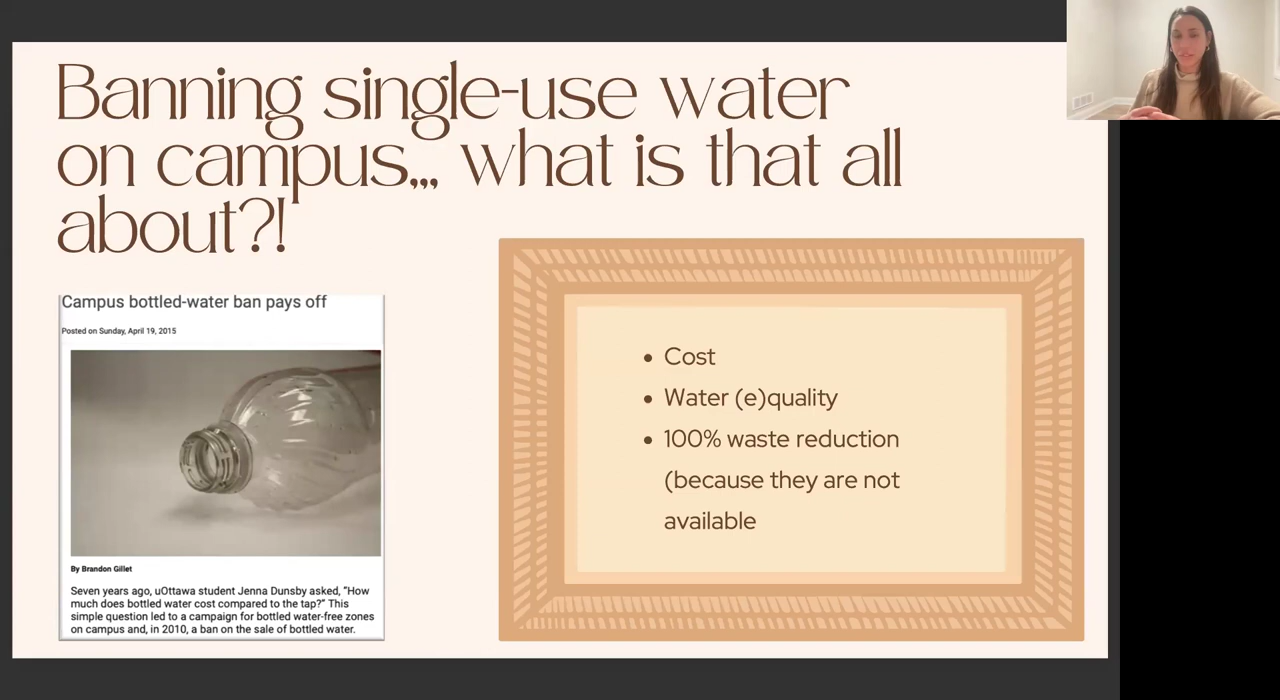 Banning single-use water
on campus,,, what is that all
about?!
Campus bottled-water ban pays off
Posted on Sunday, April 19, 2015
By Brandon Gillet
Seven years ago, uOttawa student Jenna Dunsby asked, “How
much does bottled water cost compared to the tap?” This
simple question led to a campaign for bottled water-free zones
on campus and, in 2010, a ban on the sale of bottled water.
• Cost
• Water (e)quality
• 100% waste reduction
(because they are not
available